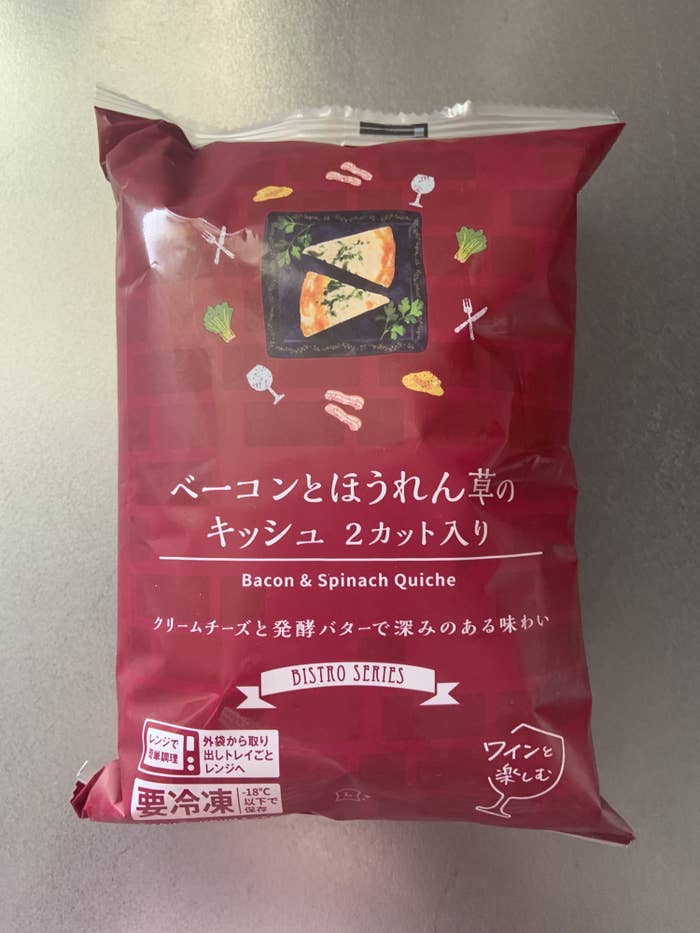 ベーコンとほうれん草の
キッシュ 2カット入り
Bacon & Spinach Quiche
クリームチーズと発酵バターで深みのある味わい
BISTRO SERIES
レンジで
簡単調理
外袋から取り
出しトレイごと
レンジへ
要冷凍
-18℃
以下で
保存
ワインと
楽しむ